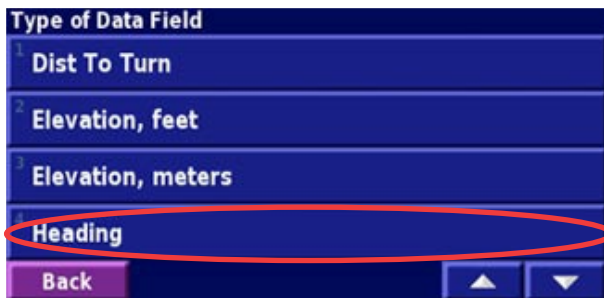 Type of Data Field
1 Dist To Turn
2 Elevation, feet
3 Elevation, meters
4 Heading
Back